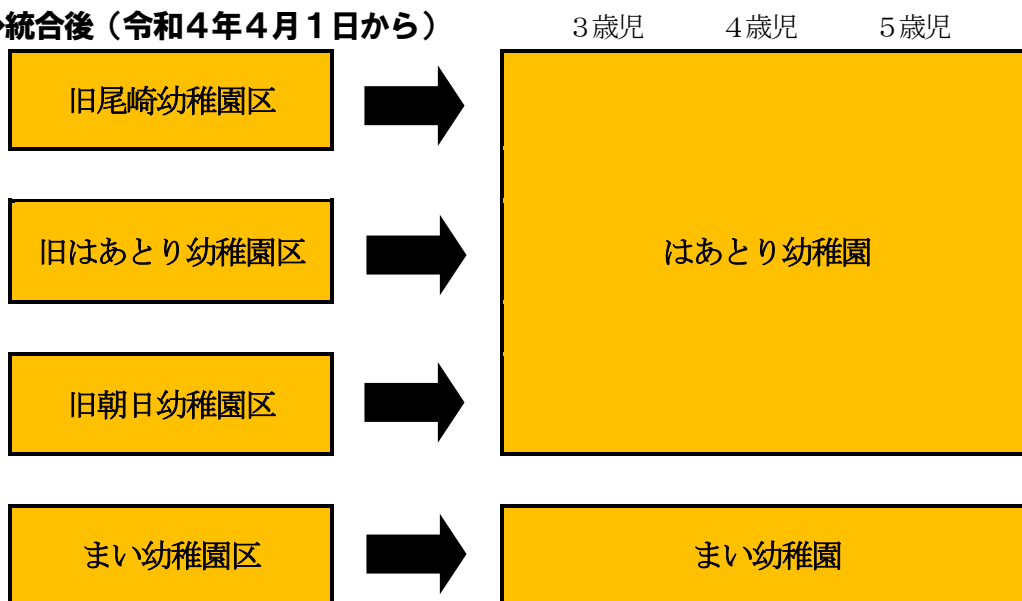 統合後（令和４年４月１日から）
３歳児 ４歳児 ５歳児
旧尾崎幼稚園区
旧はあとり幼稚園区
はあとり幼稚園
旧朝日幼稚園区
まい幼稚園区
まい幼稚園